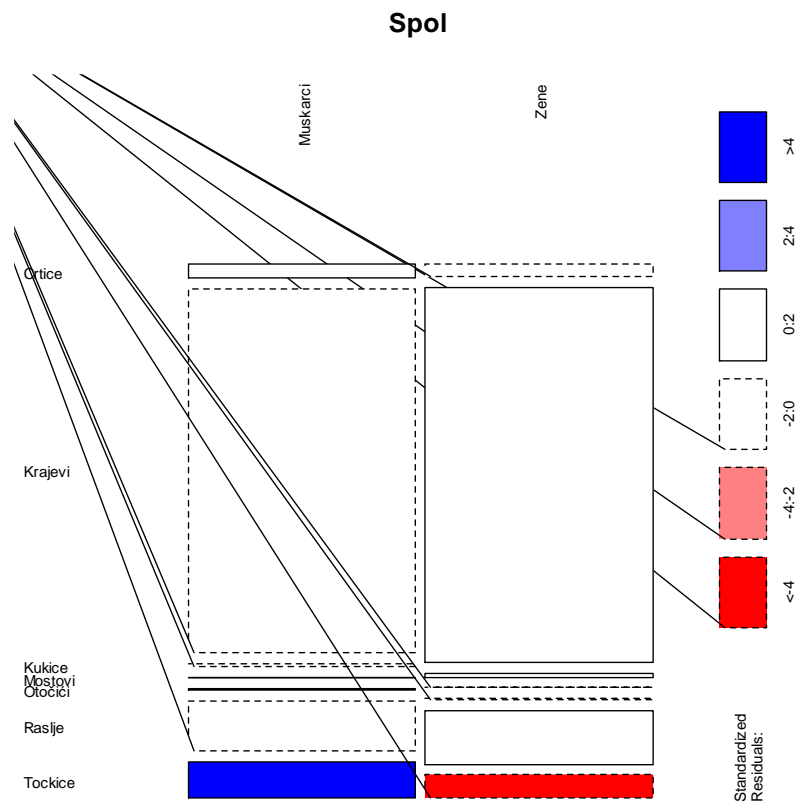 Spol
Muskarci
Zene
Crtice
Krajevi
Kukice
Mostovi
Otočići
Raslje
Tockice
>4
2:4
0:2
-2:0
-4:-2
<-4
Standardized
Residuals: